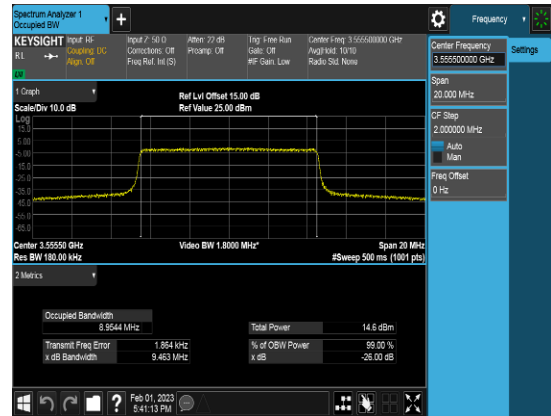 Spectrum Analyzer 1
Occupied BW
+
Frequency
KEYSIGHT
RL
Input: RF
Coupling: DC
Align: Off
Input Z: 50 Ω
Corrections: Off
Freq Ref: Int (S)
Atten: 22 dB
Preamp: Off
Trig: Free Run
Gate: Off
#IF Gain: Low
Center Freq: 3.555500000 GHz
Avg|Hold: 10/10
Radio Std: None
Center Frequency
3.555500000 GHz
Settings
Span
20.000 MHz
CF Step
2.000000 MHz
Auto
Man
Freq Offset
0 Hz
1 Graph
Scale/Div 10.0 dB
Ref Lvl Offset 15.00 dB
Ref Value 25.00 dBm
Log
15.0
5.00
-5.00
-15.0
-25.0
-35.0
-45.0
-55.0
-65.0
Center 3.55550 GHz
Res BW 180.00 kHz
Video BW 1.8000 MHz*
Span 20 MHz
#Sweep 500 ms (1001 pts)
2 Metrics
Occupied Bandwidth
8.9544 MHz
Total Power 14.6 dBm
Transmit Freq Error 1.864 kHz
% of OBW Power 99.00 %
x dB Bandwidth 9.463 MHz
x dB -26.00 dB
?
Feb 01, 2023
5:41:13 PM